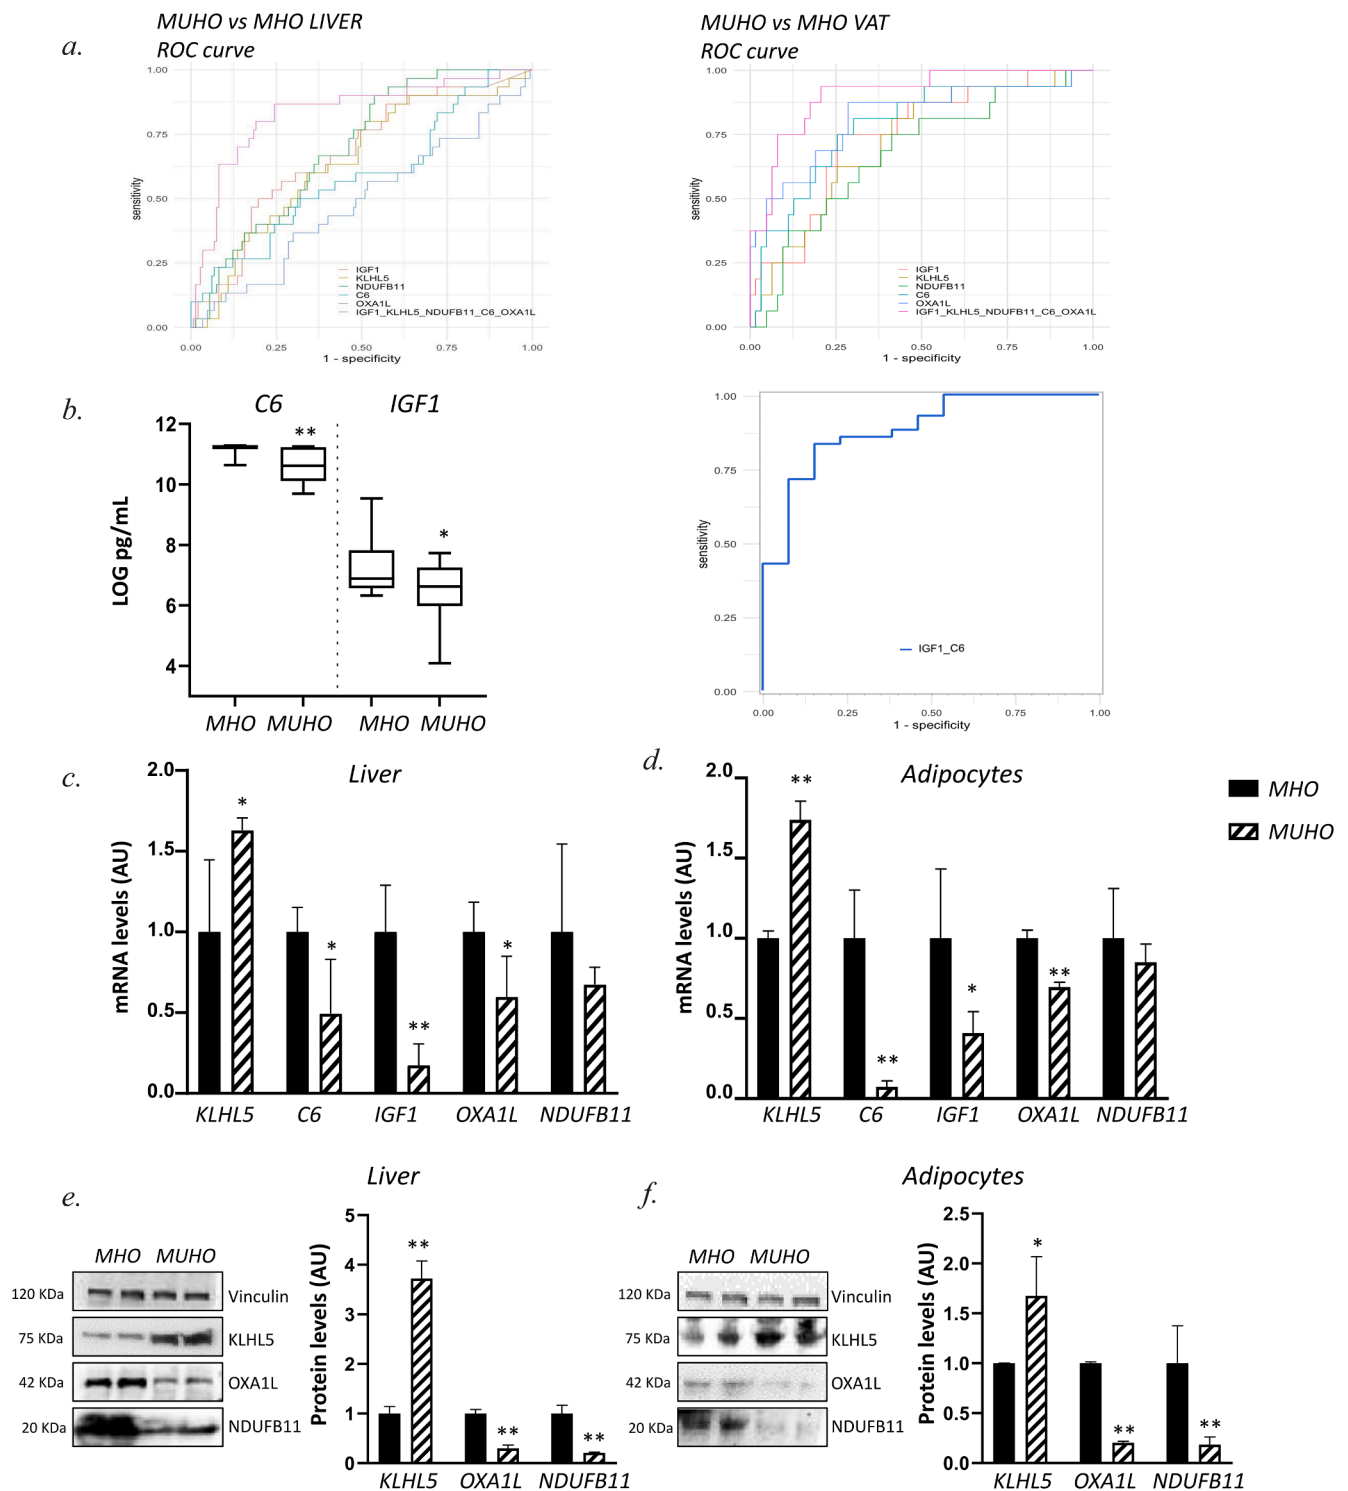 a.
MUHO vs MHO LIVER
ROC curve
1.00
0.75
0.50
0.25
0.00
sensitivity
IGF1
KLHL5
NDUFB11
C6
OXA1L
IGF1_KLHL5_NDUFB11_C6_OXA1L
0.00 0.25 0.50 0.75 1.00
1 - specificity
MUHO vs MHO VAT
ROC curve
1.00
0.75
0.50
0.25
0.00
sensitivity
IGF1
KLHL5
NDUFB11
C6
OXA1L
IGF1_KLHL5_NDUFB11_C6_OXA1L
0.00 0.25 0.50 0.75 1.00
1 - specificity
b.
C6 IGF1
12
10
8
6
4
LOG pg/mL
**
*
MHO MUHO MHO MUHO
1.00
0.75
0.50
0.25
0.00
sensitivity
IGF1_C6
0.00 0.25 0.50 0.75 1.00
1 - specificity
c.
Liver
2.0
1.5
1.0
0.5
0.0
mRNA levels (AU)
*
*
**
*
KLHL5 C6 IGF1 OXA1L NDUFB11
d.
Adipocytes
2.0
1.5
1.0
0.5
0.0
mRNA levels (AU)
**
**
*
**
KLHL5 C6 IGF1 OXA1L NDUFB11
MHO
MUHO
e.
Liver
MHO MUHO
120 KDa Vinculin
75 KDa KLHL5
42 KDa OXA1L
20 KDa NDUFB11
5
4
3
2
1
0
Protein levels (AU)
**
**
**
KLHL5 OXA1L NDUFB11
f.
Adipocytes
MHO MUHO
120 KDa Vinculin
75 KDa KLHL5
42 KDa OXA1L
20 KDa NDUFB11
2.5
2.0
1.5
1.0
0.5
0.0
Protein levels (AU)
*
**
**
KLHL5 OXA1L NDUFB11